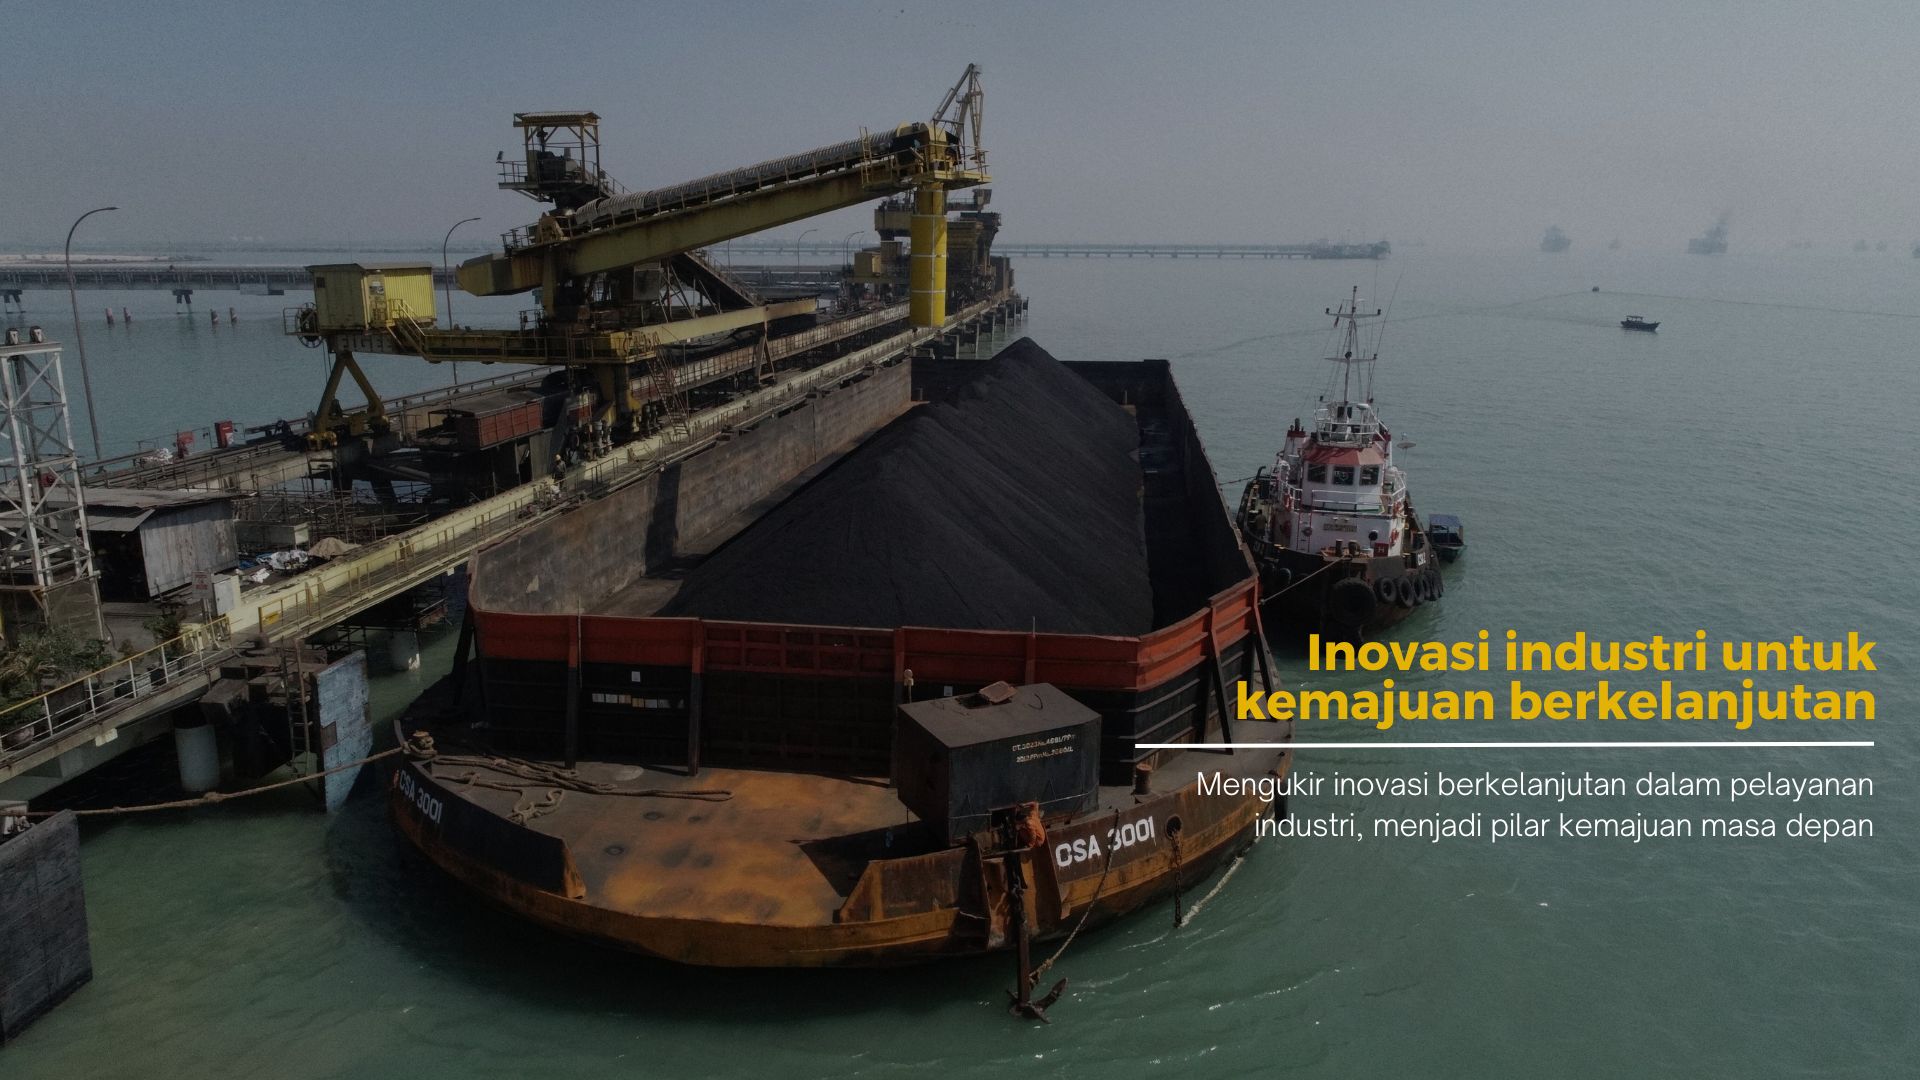 Inovasi industri untuk
kemajuan berkelanjutan
Mengukir inovasi berkelanjutan dalam pelayanan
industri, menjadi pilar kemajuan masa depan
CSA 3001
CSA 3001